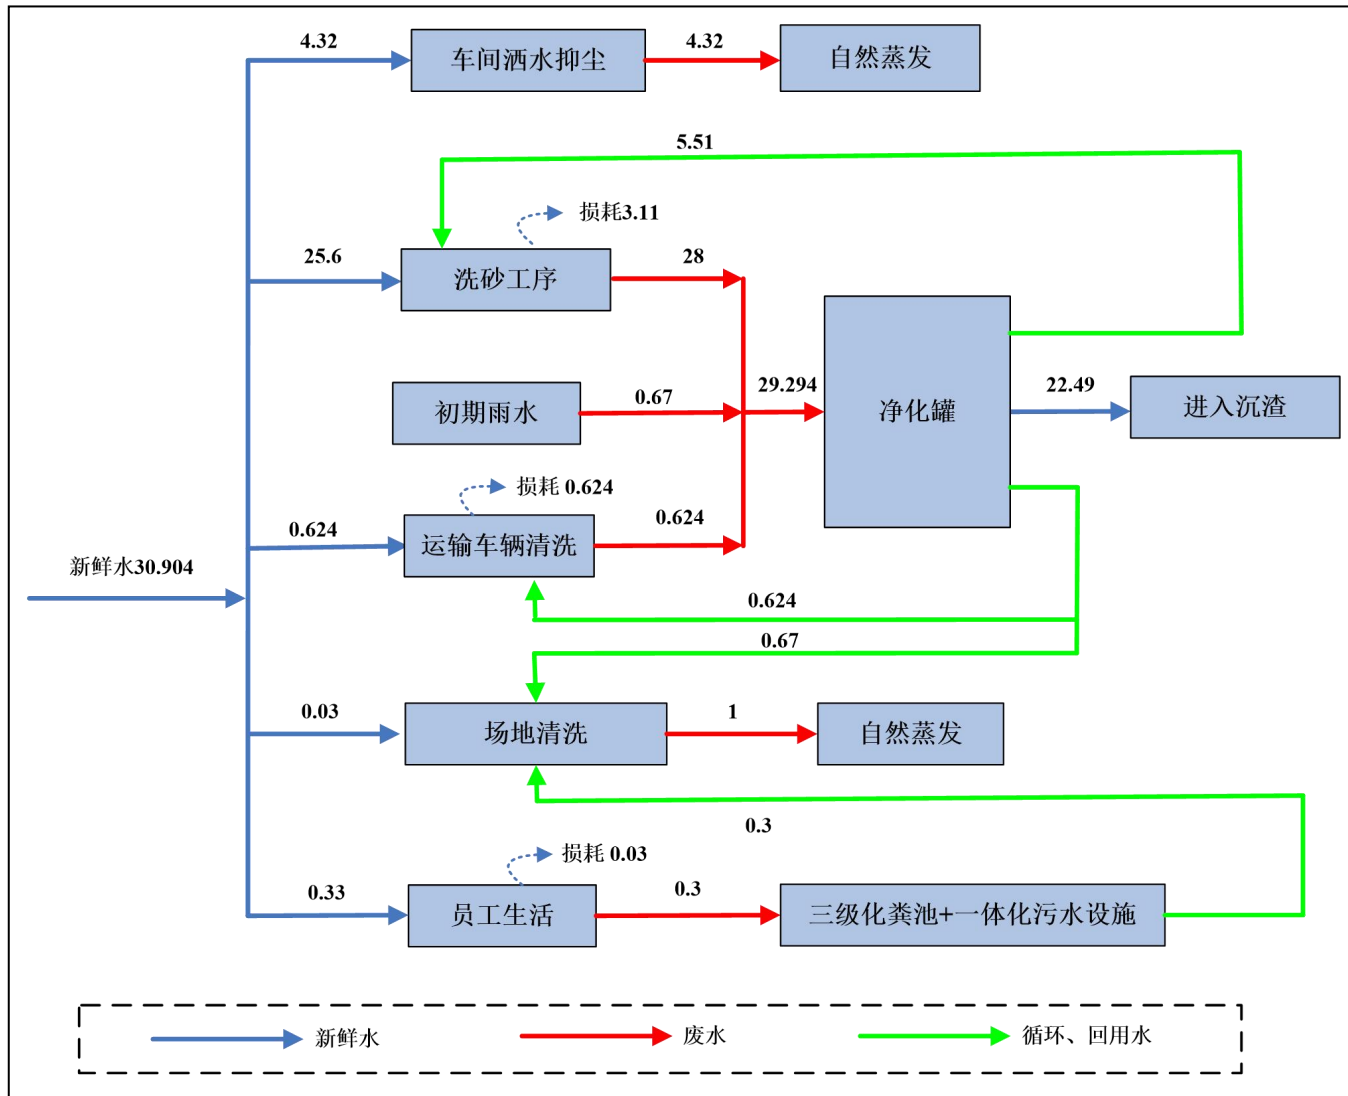 4.32
车间洒水抑尘
4.32
自然蒸发
5.51
损耗3.11
25.6
洗砂工序
28
初期雨水
0.67
29.294
净化罐
22.49
进入沉渣
损耗 0.624
0.624
运输车辆清洗
0.624
新鲜水30.904
0.624
0.67
0.03
场地清洗
1
自然蒸发
0.3
损耗 0.03
0.33
员工生活
0.3
三级化粪池+一体化污水设施
新鲜水
废水
循环、回用水